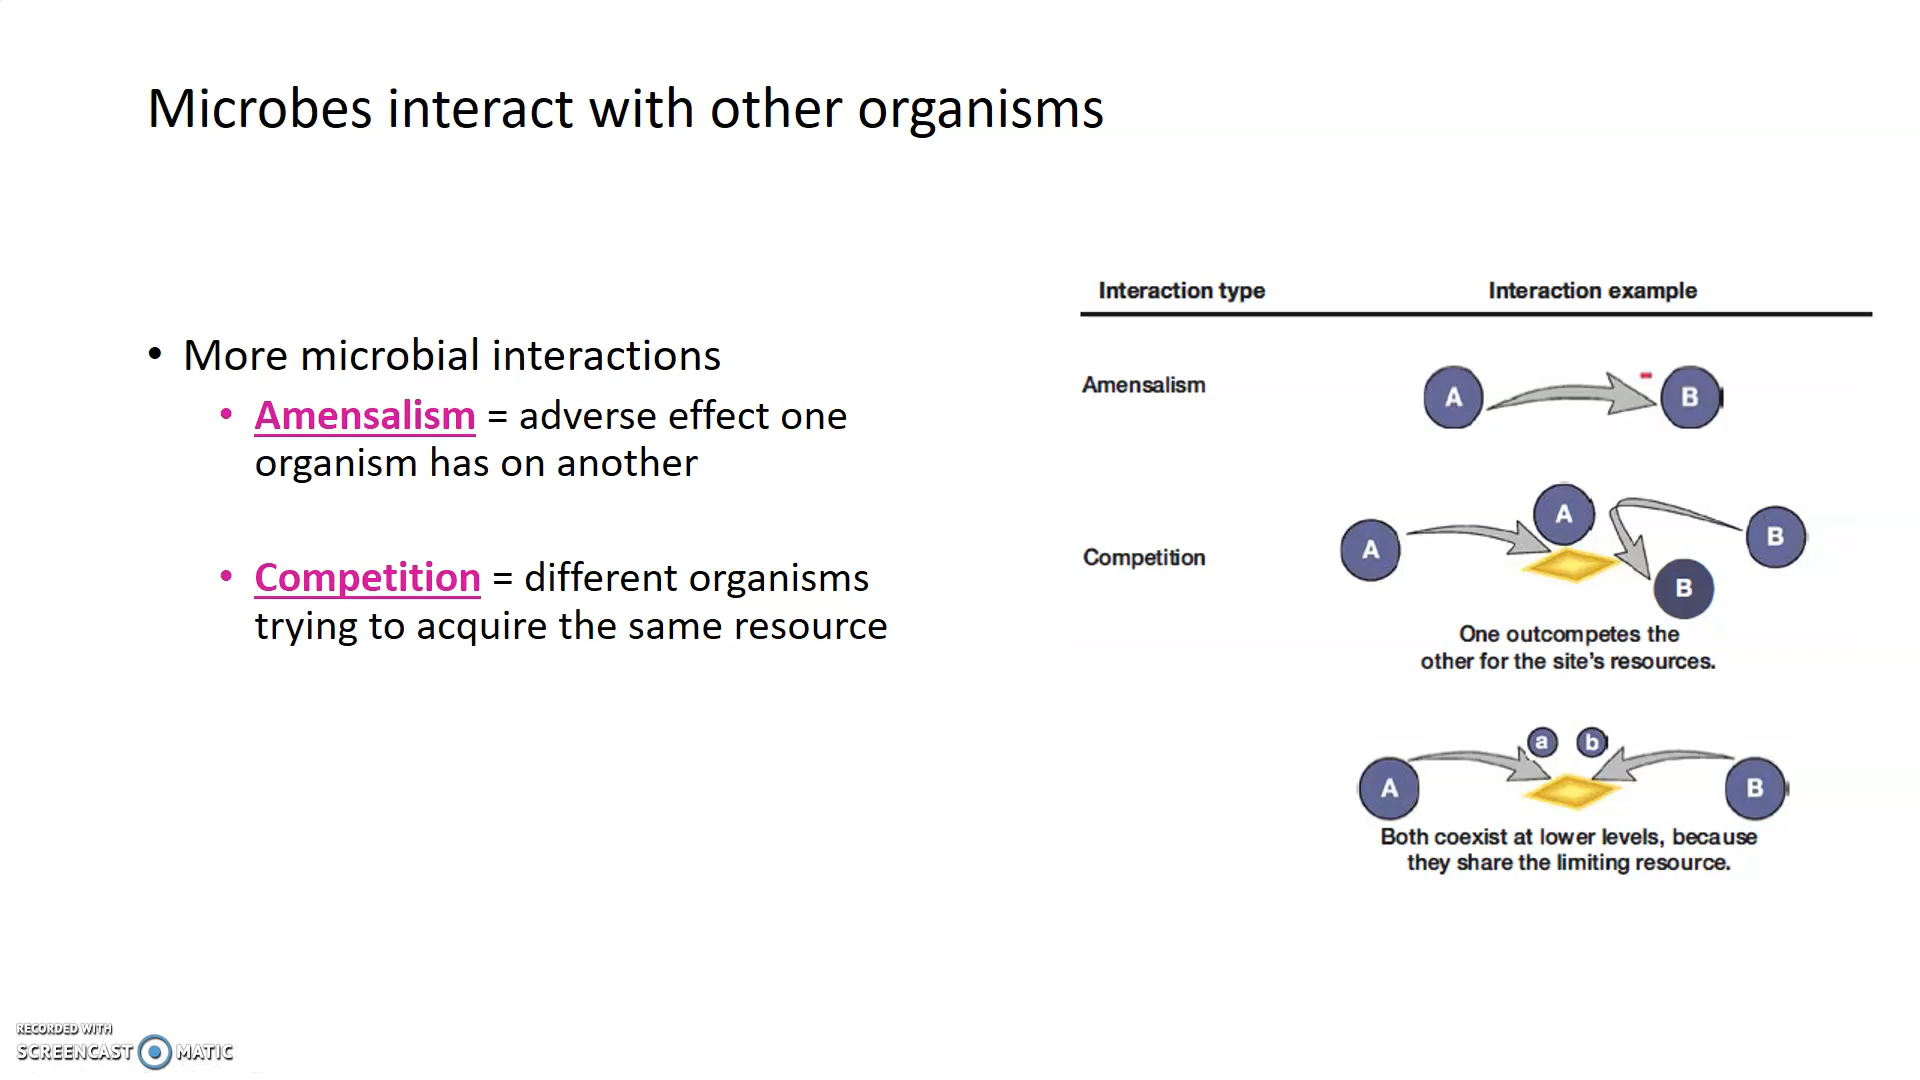 Microbes interact with other organisms
• More microbial interactions
• Amensalism = adverse effect one
organism has on another
• Competition = different organisms
trying to acquire the same resource
Interaction type Interaction example
Amensalism
A B
Competition
A A B B
One outcompetes the
other for the site's resources.
a b
A B
Both coexist at lower levels, because
they share the limiting resource.
RECORDED WITH
SCREENCAST MATIC